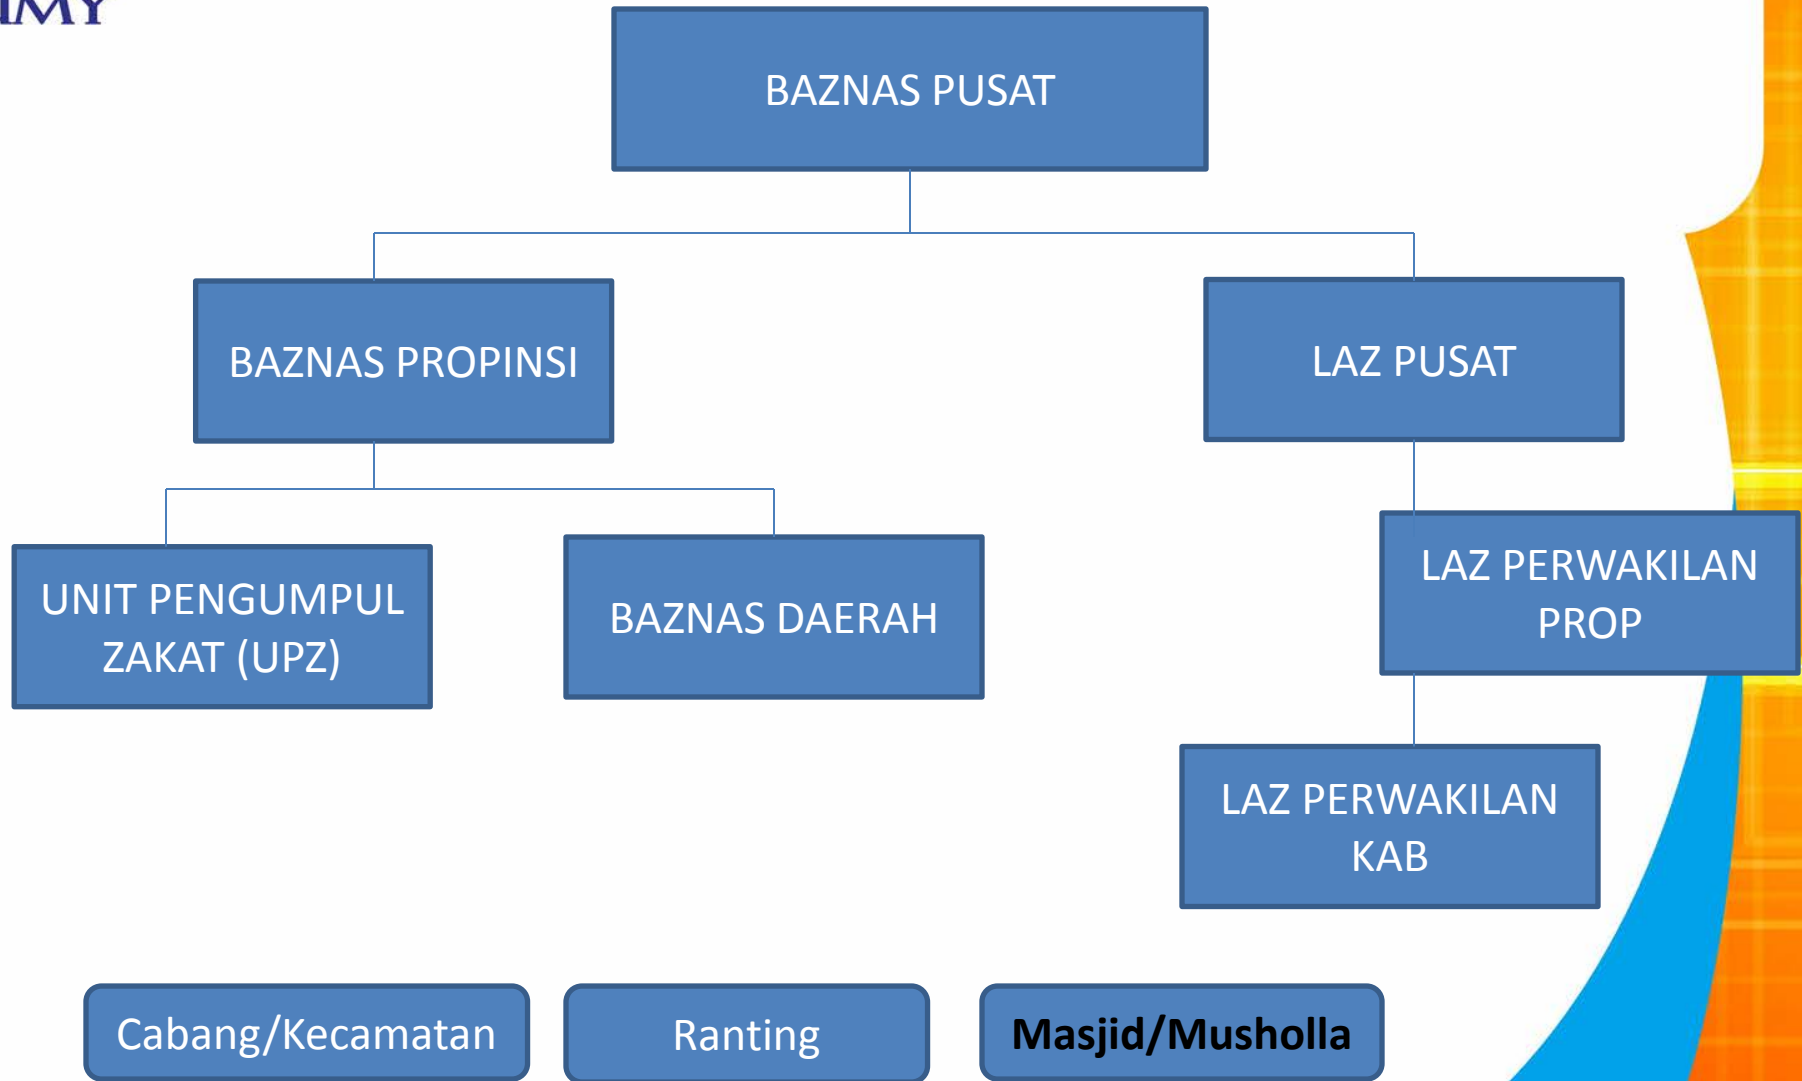 BAZNAS PUSAT
BAZNAS PROPINSI
LAZ PUSAT
UNIT PENGUMPUL
ZAKAT (UPZ)
BAZNAS DAERAH
LAZ PERWAKILAN
PROP
LAZ PERWAKILAN
KAB
Cabang/Kecamatan
Ranting
Masjid/Musholla